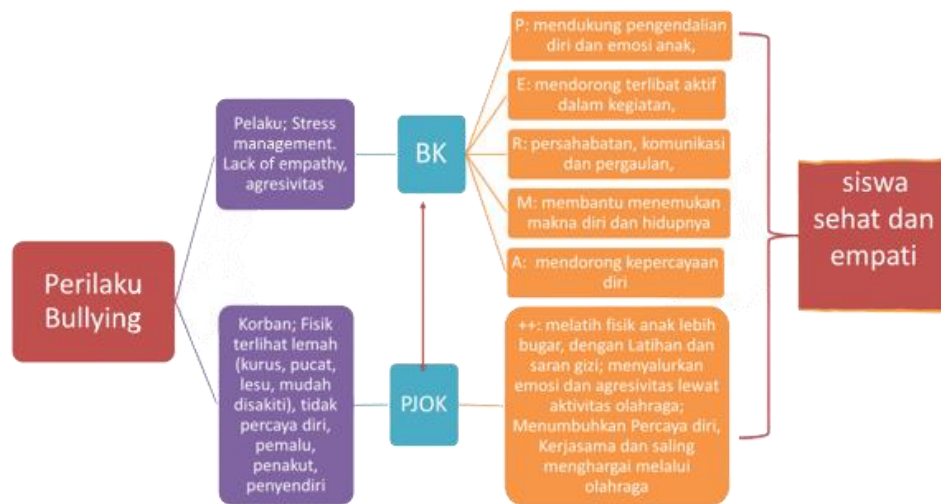 Perilaku
Bullying
Pelaku; Stress
management.
Lack of empathy,
agresivitas
Korban; Fisik
terlihat lemah
(kurus, pucat,
lesu, mudah
disakiti), tidak
percaya diri,
pemalu,
penakut,
penyendiri
BK
PJOK
P: mendukung pengendalian
diri dan emosi anak,
E: mendorong terlibat aktif
dalam kegiatan,
R: persahabatan, komunikasi
dan pergaulan,
M: membantu menemukan
makna diri dan hidupnya
A: mendorong kepercayaan
diri
++: melatih fisik anak lebih
bugar, dengan Latihan dan
saran gizi; menyalurkan
emosi dan agresivitas lewat
aktivitas olahraga;
Menumbuhkan Percaya diri,
Kerjasama dan saling
menghargai melalui
olahraga
siswa
sehat dan
empati